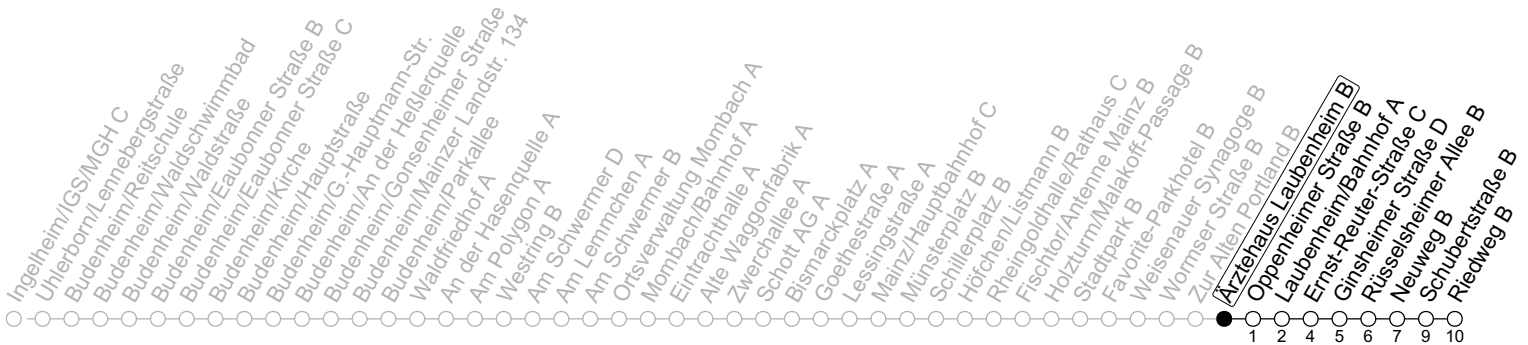 Ingelheim/IGS/MGH C
Uhlerborn/Lennebergstraße
Budenheim/Reitschule
Budenheim/Waldschwimmbad
Budenheim/Waldstraße
Budenheim/Eaubonner Straße B
Budenheim/Eaubonner Straße C
Budenheim/Kirche
Budenheim/Hauptstraße
Budenheim/G.-Hauptmann-Str.
Budenheim/An der Heßlerquelle
Budenheim/Gonsenheimer Straße
Budenheim/Mainzer Landstr. 134
Budenheim/Parkallee
Waldfriedhof A
An der Hasenquelle A
Am Polygon A
Westring B
Am Schwermer D
Am Lemmchen A
Am Schwermer B
Ortsverwaltung Mombach A
Mombach/Bahnhof A
Eintrachthalle A
Alte Waggonfabrik A
Zwerchallee A
Schott AG A
Bismarckplatz A
Goethestraße A
Lessingstraße A
Mainz/Hauptbahnhof C
Münsterplatz B
Schillerplatz B
Höfchen/Listmann B
Rheingoldhalle/Rathaus C
Fischtor/Antenne Mainz B
Holzturm/Malakoff-Passage B
Stadtpark B
Favorite-Parkhotel B
Weisenauer Synagoge B
Wormser Straße B
Zur Alten Portland B
Ärztehaus Laubenheim B
Oppenheimer Straße B
Laubenheim/Bahnhof A
Ernst-Reuter-Straße C
Ginsheimer Straße D
Rüsselsheimer Allee B
Neuweg B
Schubertstraße B
Riedweg B
1 2 4 5 6 7 9 10